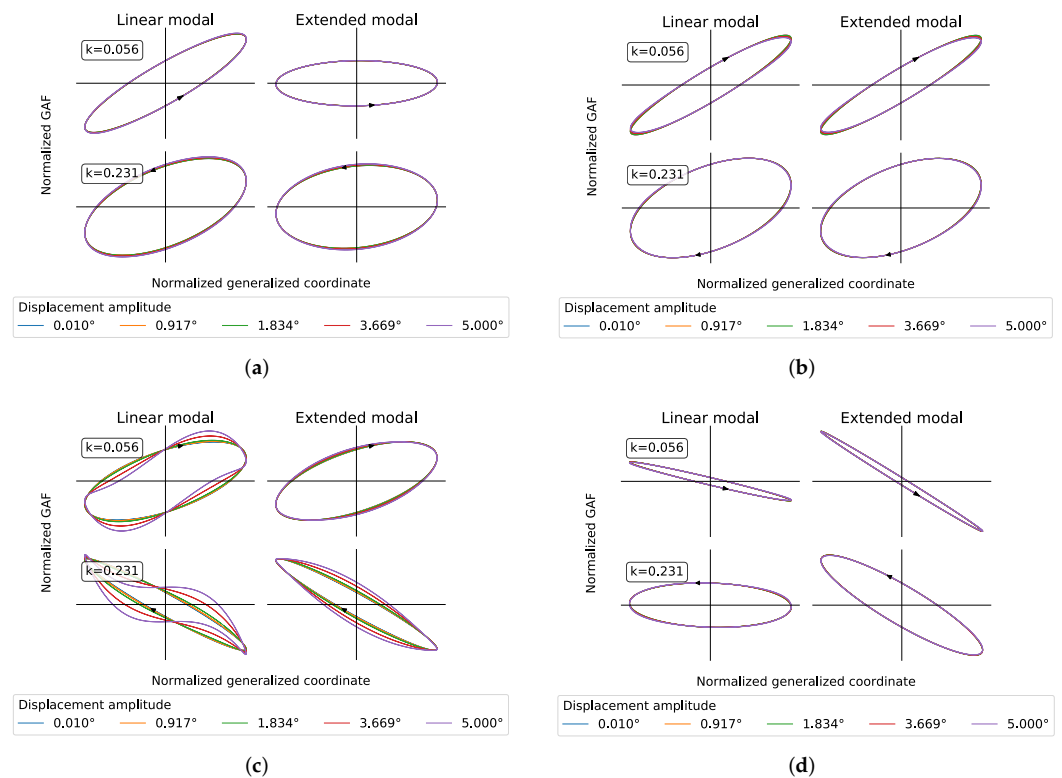 Linear modal Extended modal
k=0.056
Normalized GAF
k=0.231
Normalized generalized coordinate
Displacement amplitude
0.010° 0.917° 1.834° 3.669° 5.000°
(a)
Linear modal Extended modal
k=0.056
Normalized GAF
k=0.231
Normalized generalized coordinate
Displacement amplitude
0.010° 0.917° 1.834° 3.669° 5.000°
(b)
Linear modal Extended modal
k=0.056
Normalized GAF
k=0.231
Normalized generalized coordinate
Displacement amplitude
0.010° 0.917° 1.834° 3.669° 5.000°
(c)
Linear modal Extended modal
k=0.056
Normalized GAF
k=0.231
Normalized generalized coordinate
Displacement amplitude
0.010° 0.917° 1.834° 3.669° 5.000°
(d)